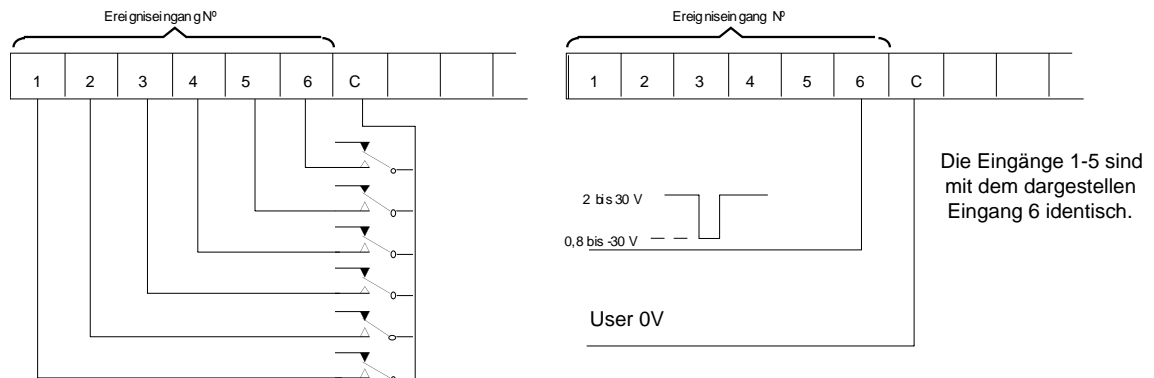 Ereigniseingang Nº
1 2 3 4 5 6 C
Ereigniseingang Nº
1 2 3 4 5 6 C
Die Eingänge 1-5 sind
mit dem dargestellen
Eingang 6 identisch.
2 bis 30 V
0,8 bis -30 V
User 0V